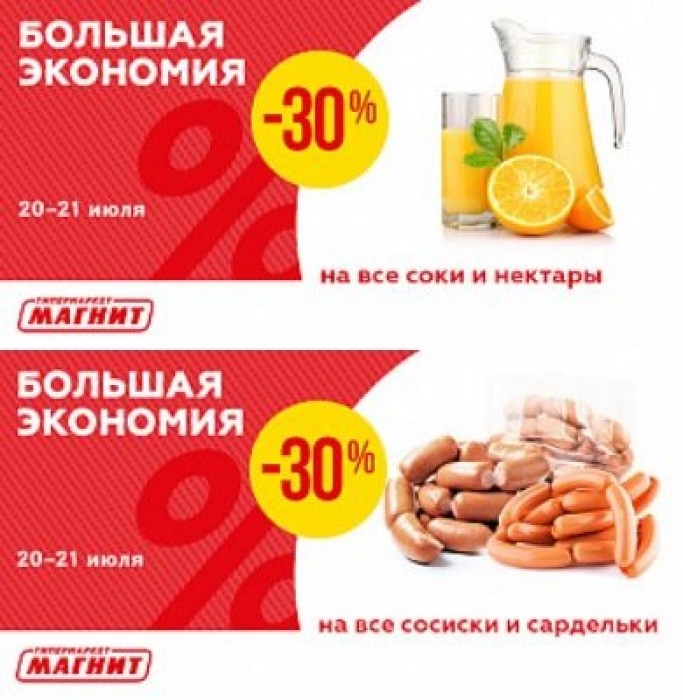 БОЛЬШАЯ
ЭКОНОМИЯ
-30%
20–21 июля
на все соки и нектары
ГИПЕРМАРКЕТ
МАГНИТ
БОЛЬШАЯ
ЭКОНОМИЯ
-30%
20–21 июля
на все сосиски и сардельки
ГИПЕРМАРКЕТ
МАГНИТ